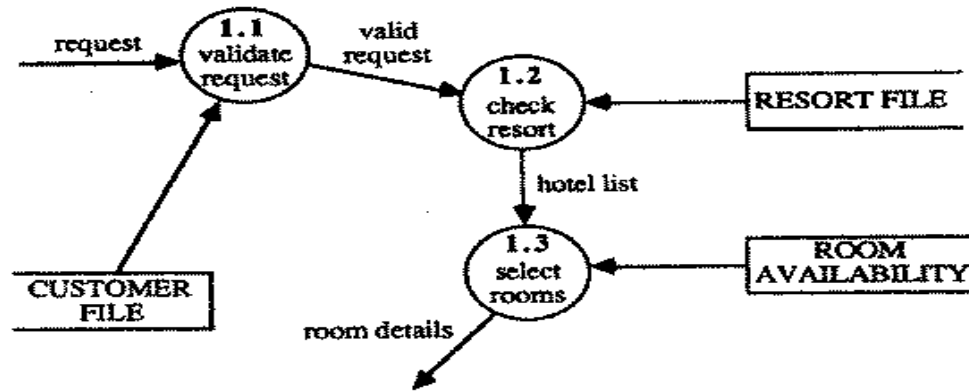 request
1.1
validate
request
valid
request
1.2
check
resort
RESORT FILE
hotel list
1.3
select
rooms
ROOM
AVAILABILITY
CUSTOMER
FILE
room details